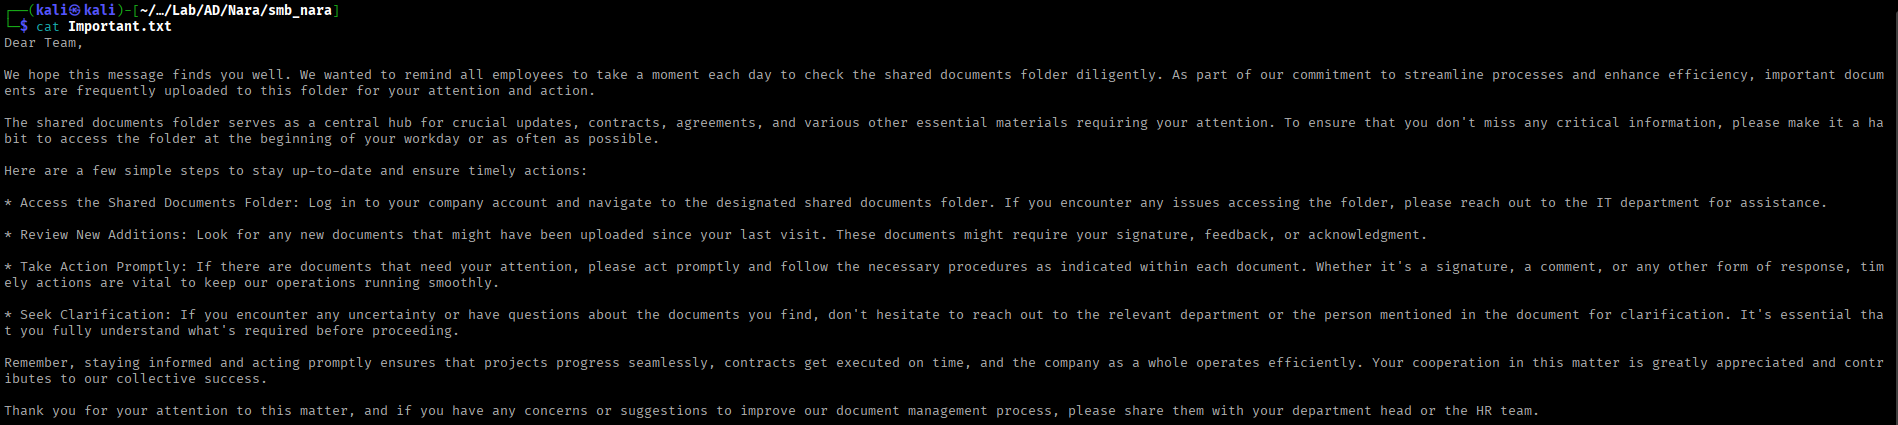 ┌──(kali㉿kali)-[~/…/Lab/AD/Nara/smb_nara]
└─$ cat Important.txt
Dear Team,
We hope this message finds you well. We wanted to remind all employees to take a moment each day to check the shared documents folder diligently. As part of our commitment to streamline processes and enhance efficiency, important docum
ents are frequently uploaded to this folder for your attention and action.
The shared documents folder serves as a central hub for crucial updates, contracts, agreements, and various other essential materials requiring your attention. To ensure that you don't miss any critical information, please make it a ha
bit to access the folder at the beginning of your workday or as often as possible.
Here are a few simple steps to stay up-to-date and ensure timely actions:
* Access the Shared Documents Folder: Log in to your company account and navigate to the designated shared documents folder. If you encounter any issues accessing the folder, please reach out to the IT department for assistance.
* Review New Additions: Look for any new documents that might have been uploaded since your last visit. These documents might require your signature, feedback, or acknowledgment.
* Take Action Promptly: If there are documents that need your attention, please act promptly and follow the necessary procedures as indicated within each document. Whether it's a signature, a comment, or any other form of response, tim
ely actions are vital to keep our operations running smoothly.
* Seek Clarification: If you encounter any uncertainty or have questions about the documents you find, don't hesitate to reach out to the relevant department or the person mentioned in the document for clarification. It's essential tha
t you fully understand what's required before proceeding.
Remember, staying informed and acting promptly ensures that projects progress seamlessly, contracts get executed on time, and the company as a whole operates efficiently. Your cooperation in this matter is greatly appreciated and contr
ibutes to our collective success.
Thank you for your attention to this matter, and if you have any concerns or suggestions to improve our document management process, please share them with your department head or the HR team.